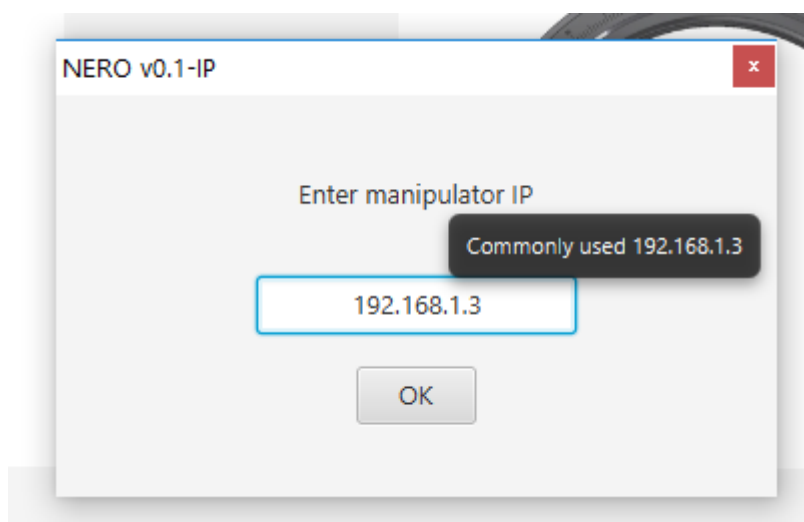 NERO v0.1-IP
x
Enter manipulator IP
Commonly used 192.168.1.3
192.168.1.3
OK